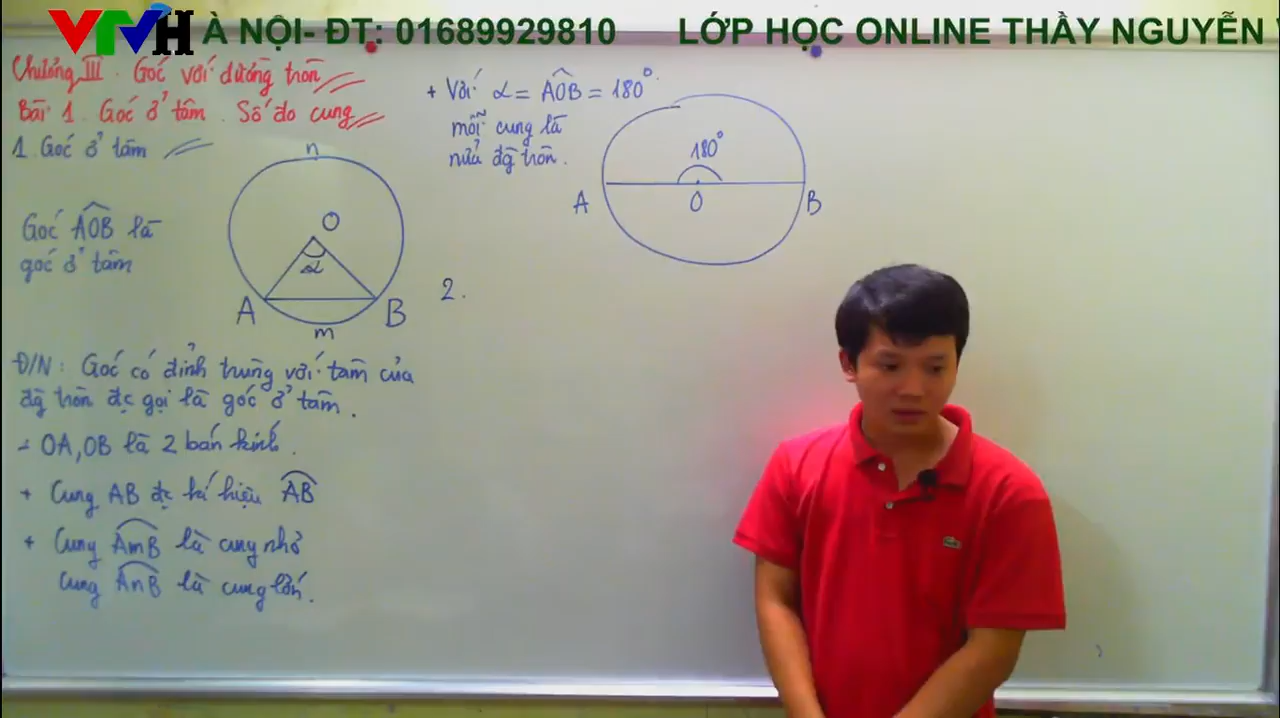 VTVH À NỘI- ĐT: 01689929810 LỚP HỌC ONLINE THẦY NGUYỄN
Chương III. Góc với đường tròn
Bài 1. Góc ở tâm. Số đo cung
1. Góc ở tâm
n
O
α
A
B
m
Góc AOB là
góc ở tâm
Đ/N: Góc có đỉnh trùng với tâm của
đg tròn đc gọi là góc ở tâm.
- OA, OB là 2 bán kính.
+ Cung AB đc kí hiệu AB
+ Cung AmB là cung nhỏ
Cung AnB là cung lớn.
+ Với α = AOB = 180°
mỗi cung là
nửa đg tròn.
180°
A
O
B
2.